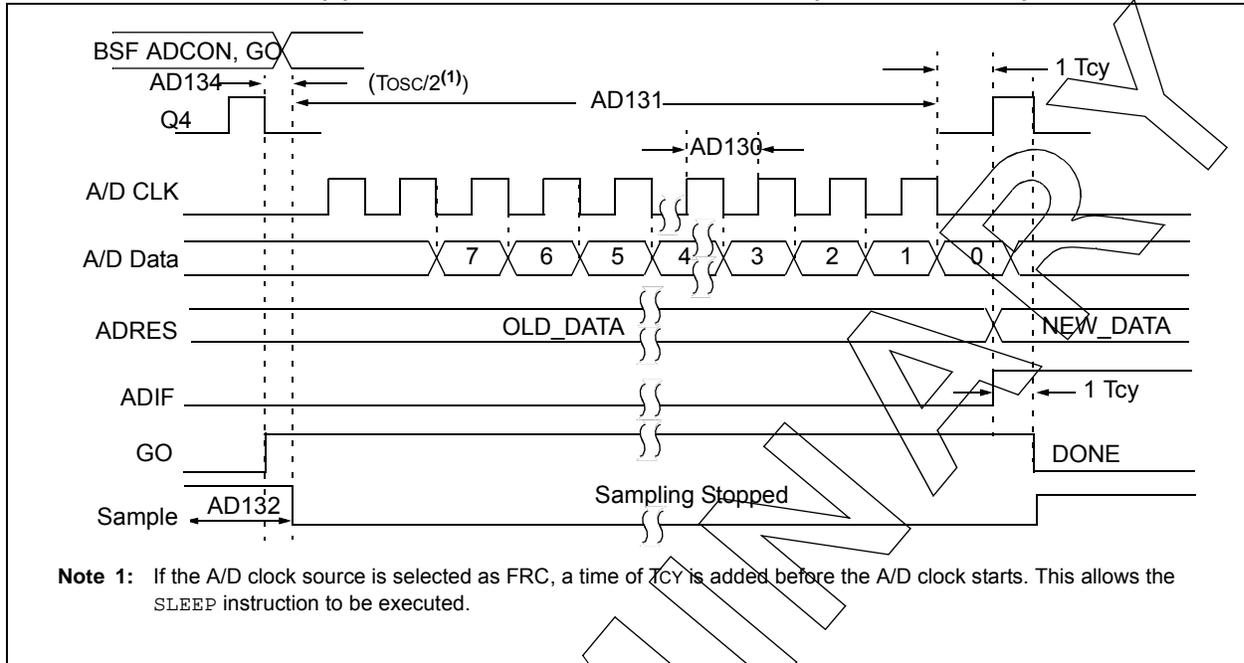 BSF ADCON, GO
AD134
(TOSC/2(1))
1 Tcy
AD131
Q4
AD130
A/D CLK
A/D Data
7 6 5 4 3 2 1 0
ADRES
OLD_DATA
NEW_DATA
ADIF
1 Tcy
GO
DONE
Sample
AD132
Sampling Stopped
Note 1: If the A/D clock source is selected as FRC, a time of TCY is added before the A/D clock starts. This allows the
SLEEP instruction to be executed.
INARY